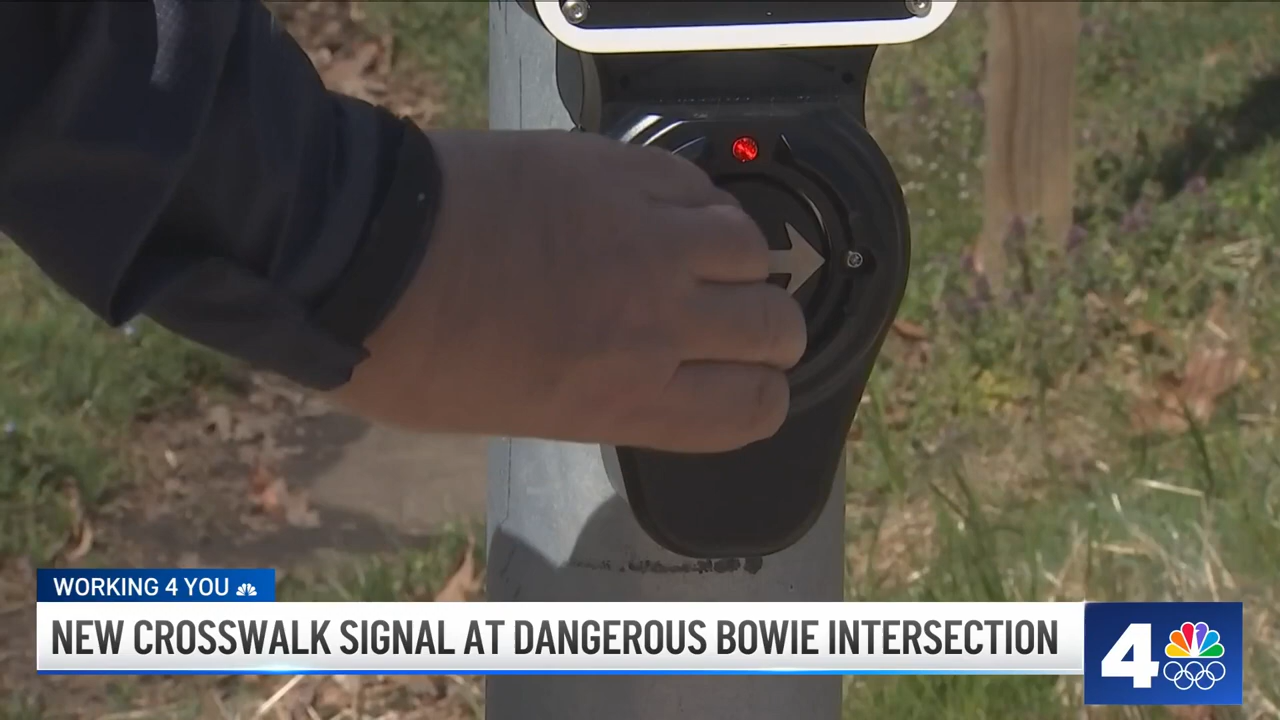 WORKING 4 YOU
NEW CROSSWALK SIGNAL AT DANGEROUS BOWIE INTERSECTION
4